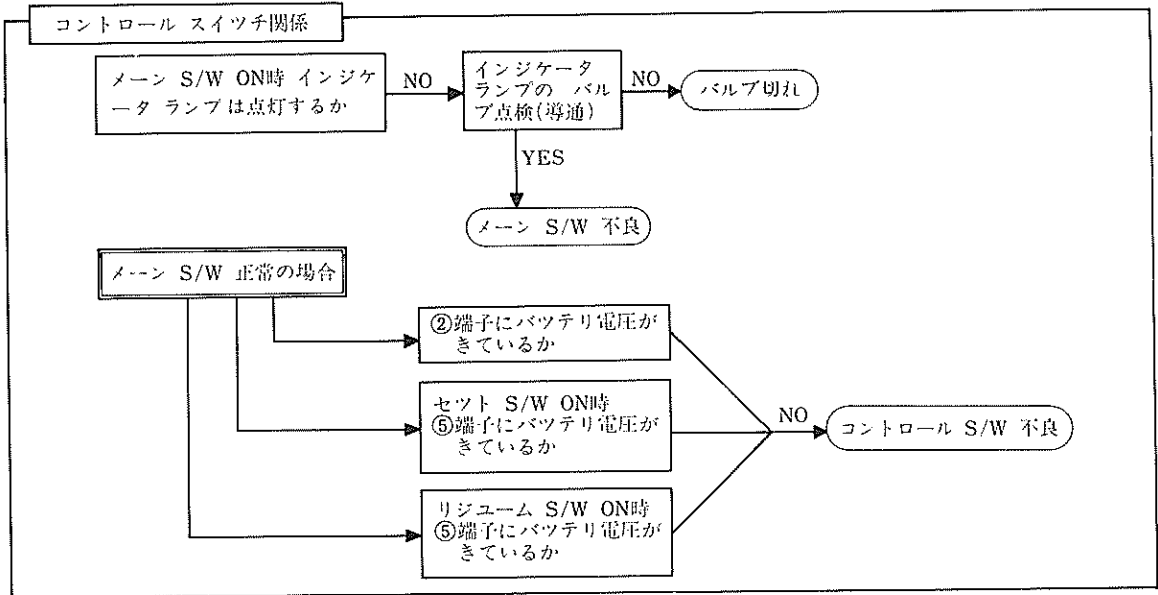 コントロール スイツチ関係
メーン S/W ON時 インジケ
ータ ランプは点灯するか
NO
インジケータ
ランプの バル
ブ点検(導通)
NO
バルブ切れ
YES
メーン S/W 不良
メーン S/W 正常の場合
②端子にバツテリ電圧が
きているか
セツト S/W ON時
⑤端子にバツテリ電圧が
きているか
NO
コントロール S/W 不良
リジユーム S/W ON時
⑤端子にバツテリ電圧が
きているか